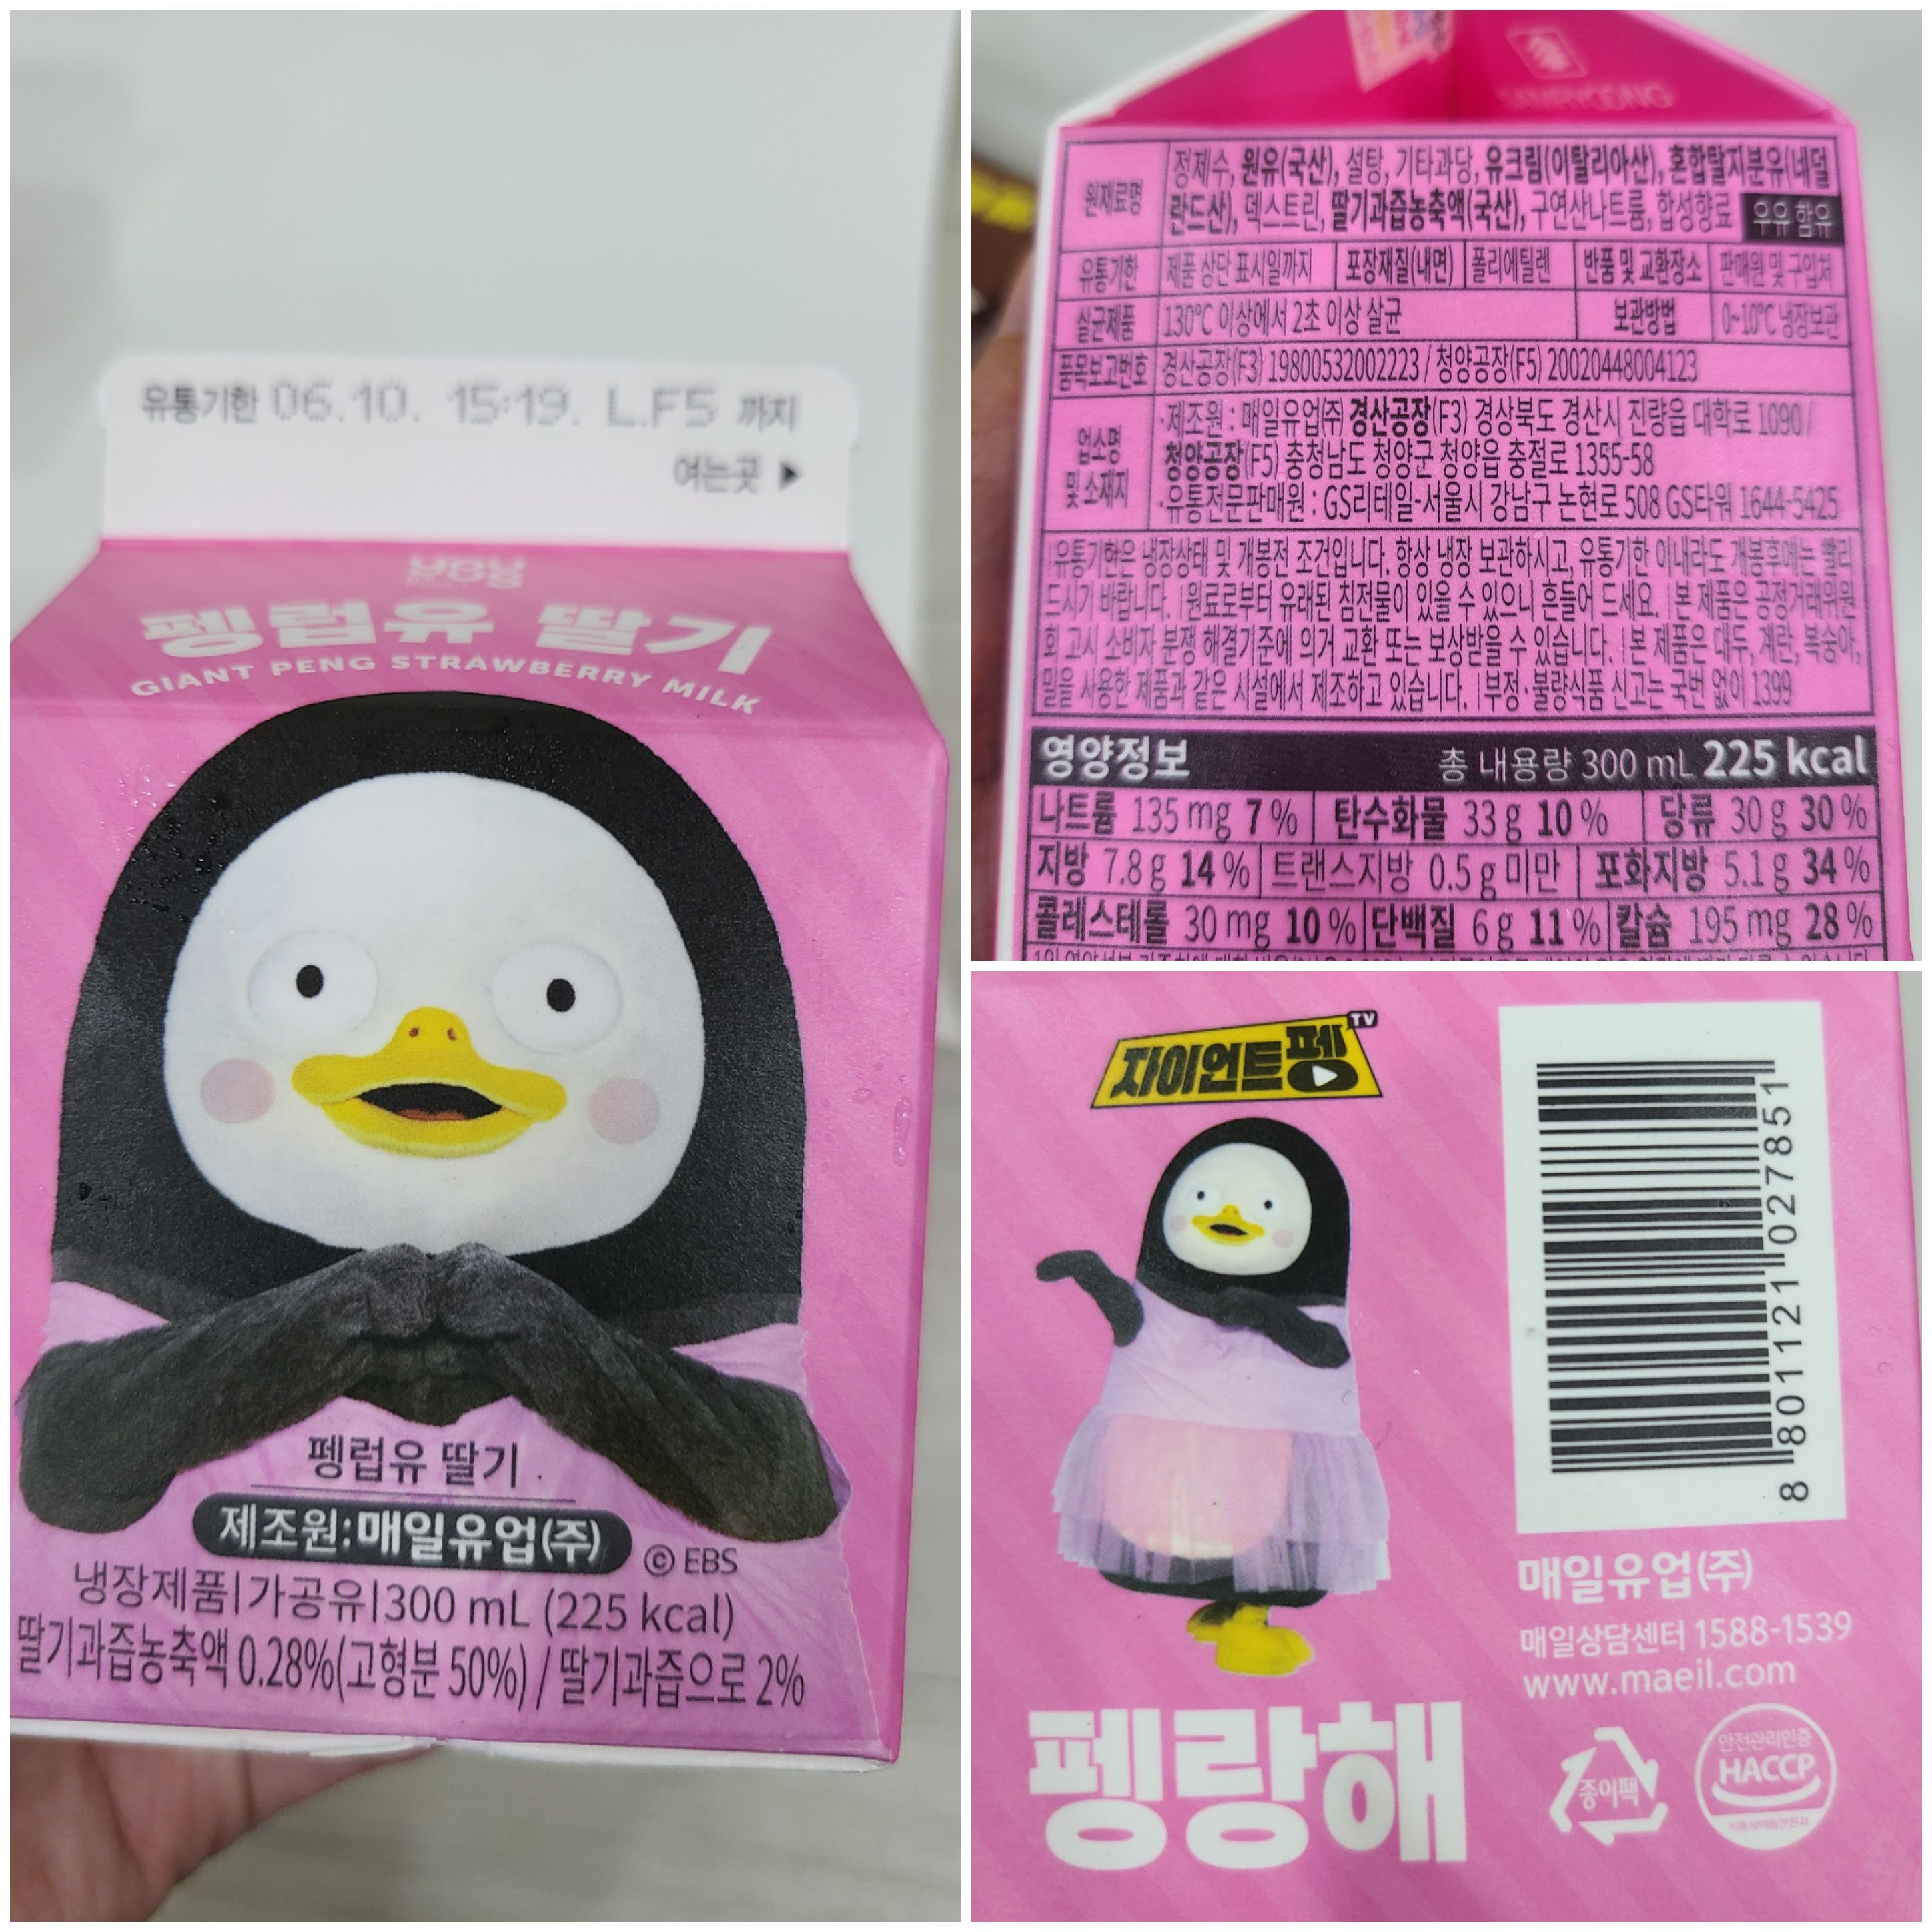 유통기한 06.10. 15:19. L.F5 까지
여는곳 ▶
펭럽유 딸기
GIANT PENG STRAWBERRY MILK
펭럽유 딸기
제조원:매일유업(주)
© EBS
냉장제품|가공유|300 mL (225 kcal)
딸기과즙농축액 0.28%(고형분 50%) / 딸기과즙으로 2%
SAMRYOONG
원재료명
정제수, 원유(국산), 설탕, 기타과당, 유크림(이탈리아산), 혼합탈지분유(네덜
란드산), 덱스트린, 딸기과즙농축액(국산), 구연산나트륨, 합성향료 우유 함유
유통기한 제품 상단 표시일까지 포장재질(내면) 폴리에틸렌 반품 및 교환장소 판매원 및 구입처
살균제품 130℃ 이상에서 2초 이상 살균 보관방법 0~10℃ 냉장보관
품목보고번호 경산공장(F3) 19800532002223 / 청양공장(F5) 20020448004123
업소명
및 소재지
·제조원 : 매일유업(주) 경산공장(F3) 경상북도 경산시 진량읍 대학로 1090 /
청양공장(F5) 충청남도 청양군 청양읍 충절로 1355-58
·유통전문판매원 : GS리테일-서울시 강남구 논현로 508 GS타워 1644-5425
| 유통기한은 냉장상태 및 개봉전 조건입니다. 항상 냉장 보관하시고, 유통기한 이내라도 개봉후에는 빨리
드시기 바랍니다. | 원료로부터 유래된 침전물이 있을 수 있으니 흔들어 드세요. | 본 제품은 공정거래위원
회 고시 소비자 분쟁 해결기준에 의거 교환 또는 보상받을 수 있습니다. | 본 제품은 대두, 계란, 복숭아,
밀을 사용한 제품과 같은 시설에서 제조하고 있습니다. | 부정·불량식품 신고는 국번 없이 1399
영양정보 총 내용량 300 mL 225 kcal
나트륨 135 mg 7 % 탄수화물 33 g 10 % 당류 30 g 30 %
지방 7.8 g 14 % 트랜스지방 0.5 g 미만 포화지방 5.1 g 34 %
콜레스테롤 30 mg 10 % 단백질 6 g 11 % 칼슘 195 mg 28 %
자이언트펭 TV
8 801121 027851
매일유업(주)
매일상담센터 1588-1539
www.maeil.com
펭랑해
종이팩
안전관리인증
HACCP